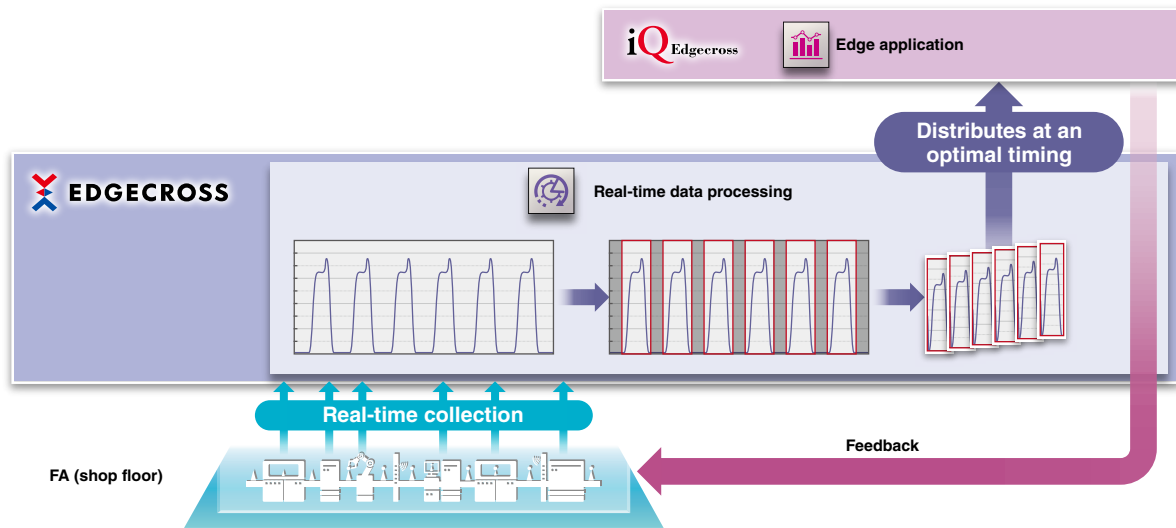 iQ Edgecross
Edge application
Distributes at an
optimal timing
EDGECROSS
Real-time data processing
Real-time collection
Feedback
FA (shop floor)